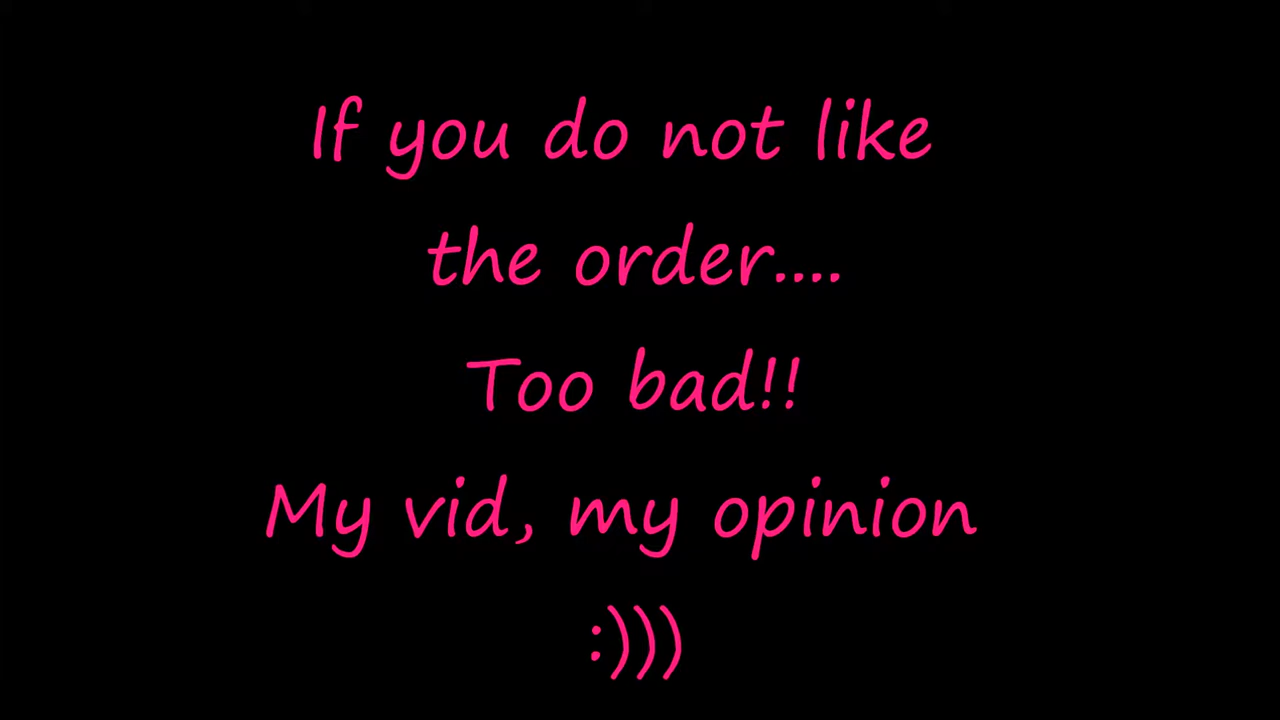 If you do not like
the order....
Too bad!!
My vid, my opinion
:)))